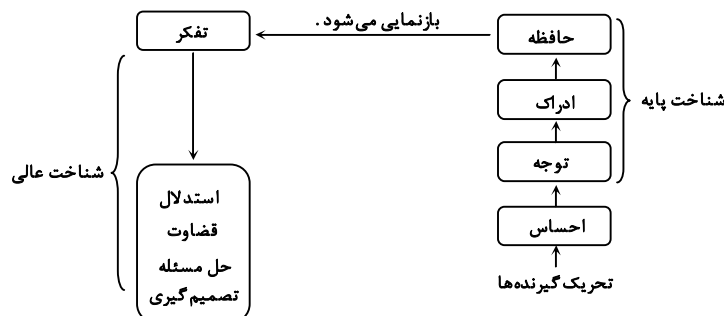 حافظه
ادراک
توجه
احساس
تحریک گیرنده‌ها
شناخت پایه
بازنمایی می‌شود.
تفکر
استدلال
قضاوت
حل مسئله
تصمیم‌گیری
شناخت عالی